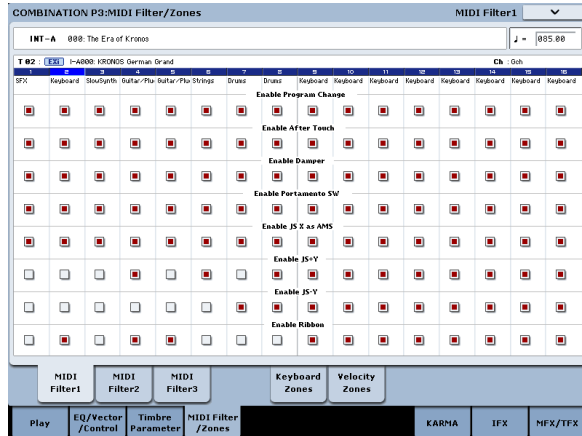 COMBINATION P3:MIDI Filter/Zones MIDI Filter1
INT-A 000: The Era of Kronos ♩ = 085.00
T 02 : EXi I-A000: KRONOS German Grand Ch : Gch
1 2 3 4 5 6 7 8 9 10 11 12 13 14 15 16
SFX Keyboard SlowSynth Guitar/Plu Guitar/Plu Strings Drums Drums Keyboard Keyboard Keyboard Keyboard Keyboard Keyboard Keyboard Keyboard
Enable Program Change
Enable After Touch
Enable Damper
Enable Portamento SW
Enable JS X as AMS
Enable JS+Y
Enable JS-Y
Enable Ribbon
MIDI Filter1 MIDI Filter2 MIDI Filter3 Keyboard Zones Velocity Zones
Play EQ/Vector /Control Timbre Parameter MIDI Filter /Zones KARMA IFX MFX/TFX